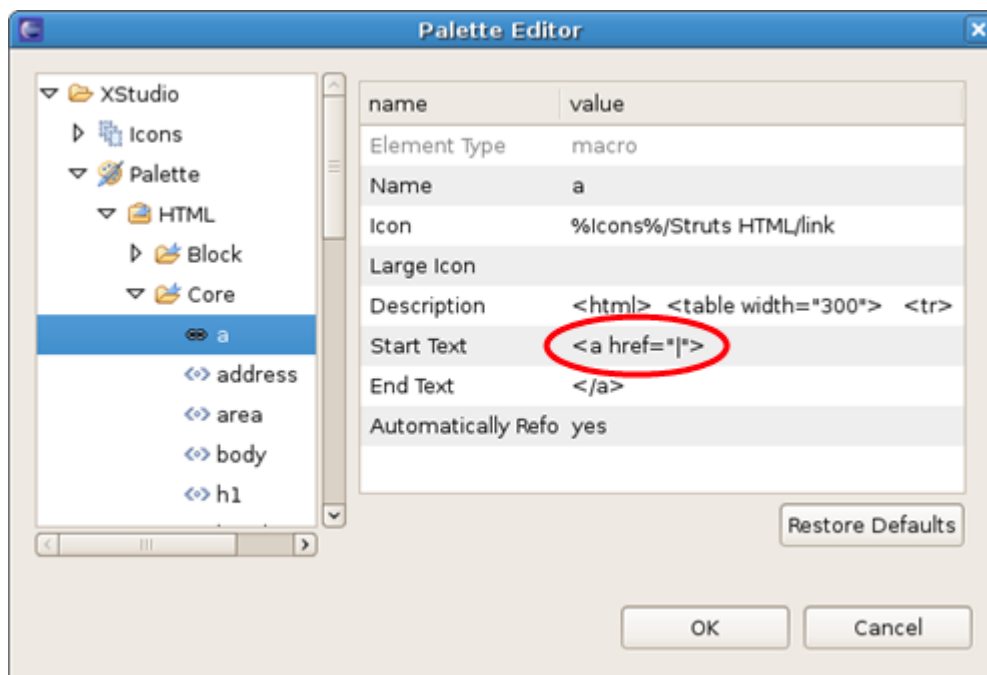 Palette Editor
XStudio
Icons
Palette
HTML
Block
Core
a
address
area
body
h1
name value
Element Type macro
Name a
Icon %Icons%/Struts HTML/link
Large Icon
Description <html> <table width="300"> <tr>
Start Text <a href="|">
End Text </a>
Automatically Refo yes
Restore Defaults
OK Cancel